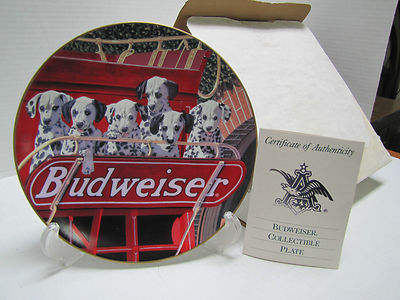 Budweiser
Certificate of Authenticity
BUDWEISER
COLLECTIBLE
PLATE